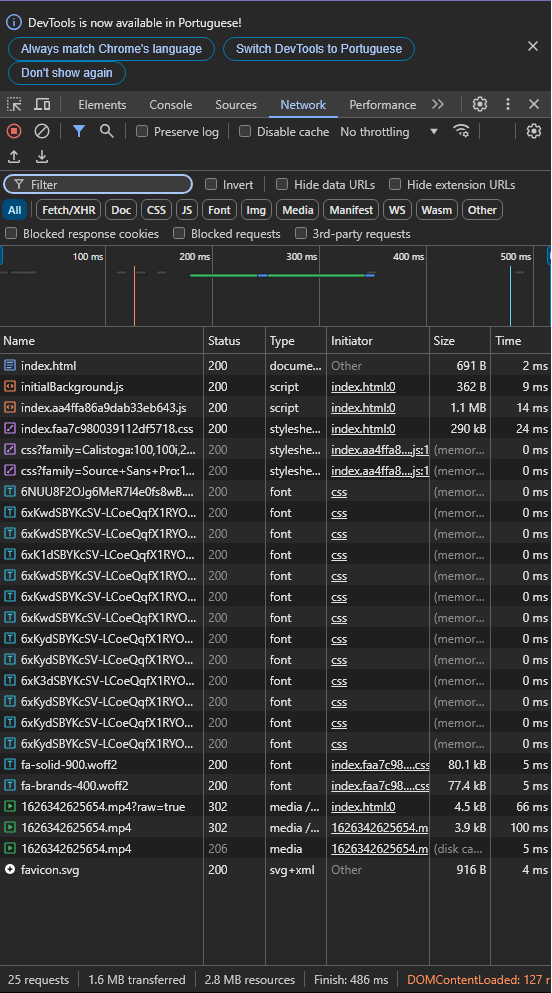 DevTools is now available in Portuguese!
Always match Chrome's language
Switch DevTools to Portuguese
Don't show again
Elements Console Sources Network Performance
Preserve log Disable cache No throttling
Filter Invert Hide data URLs Hide extension URLs
All Fetch/XHR Doc CSS JS Font Img Media Manifest WS Wasm Other
Blocked response cookies Blocked requests 3rd-party requests
100 ms 200 ms 300 ms 400 ms 500 ms
Name Status Type Initiator Size Time
index.html 200 docume... Other 691 B 2 ms
initialBackground.js 200 script index.html:0 362 B 9 ms
index.aa4ffa86a9dab33eb643.js 200 script index.html:0 1.1 MB 14 ms
index.faa7c980039112df5718.css 200 styleshe... index.html:0 290 kB 24 ms
css?family=Calistoga:100,100i,2... 200 styleshe... index.aa4ffa8....js:1 (memor... 0 ms
css?family=Source+Sans+Pro:1... 200 styleshe... index.aa4ffa8....js:1 (memor... 0 ms
6NUU8F2OJg6MeR7l4e0fs8wB.... 200 font css (memor... 0 ms
6xKwdSBYKcSV-LCoeQqfX1RYO... 200 font css (memor... 0 ms
6xKwdSBYKcSV-LCoeQqfX1RYO... 200 font css (memor... 0 ms
6xK1dSBYKcSV-LCoeQqfX1RYO... 200 font css (memor... 0 ms
6xKwdSBYKcSV-LCoeQqfX1RYO... 200 font css (memor... 0 ms
6xKwdSBYKcSV-LCoeQqfX1RYO... 200 font css (memor... 0 ms
6xKwdSBYKcSV-LCoeQqfX1RYO... 200 font css (memor... 0 ms
6xKydSBYKcSV-LCoeQqfX1RYO... 200 font css (memor... 0 ms
6xKydSBYKcSV-LCoeQqfX1RYO... 200 font css (memor... 0 ms
6xK3dSBYKcSV-LCoeQqfX1RYO... 200 font css (memor... 0 ms
6xKydSBYKcSV-LCoeQqfX1RYO... 200 font css (memor... 0 ms
6xKydSBYKcSV-LCoeQqfX1RYO... 200 font css (memor... 0 ms
6xKydSBYKcSV-LCoeQqfX1RYO... 200 font css (memor... 0 ms
fa-solid-900.woff2 200 font index.faa7c98....css 80.1 kB 5 ms
fa-brands-400.woff2 200 font index.faa7c98....css 77.4 kB 5 ms
1626342625654.mp4?raw=true 302 media /... index.html:0 4.5 kB 66 ms
1626342625654.mp4 302 media /... 1626342625654.m 3.9 kB 100 ms
1626342625654.mp4 206 media 1626342625654.m (disk ca... 5 ms
favicon.svg 200 svg+xml Other 916 B 4 ms
25 requests 1.6 MB transferred 2.8 MB resources Finish: 486 ms DOMContentLoaded: 127 r